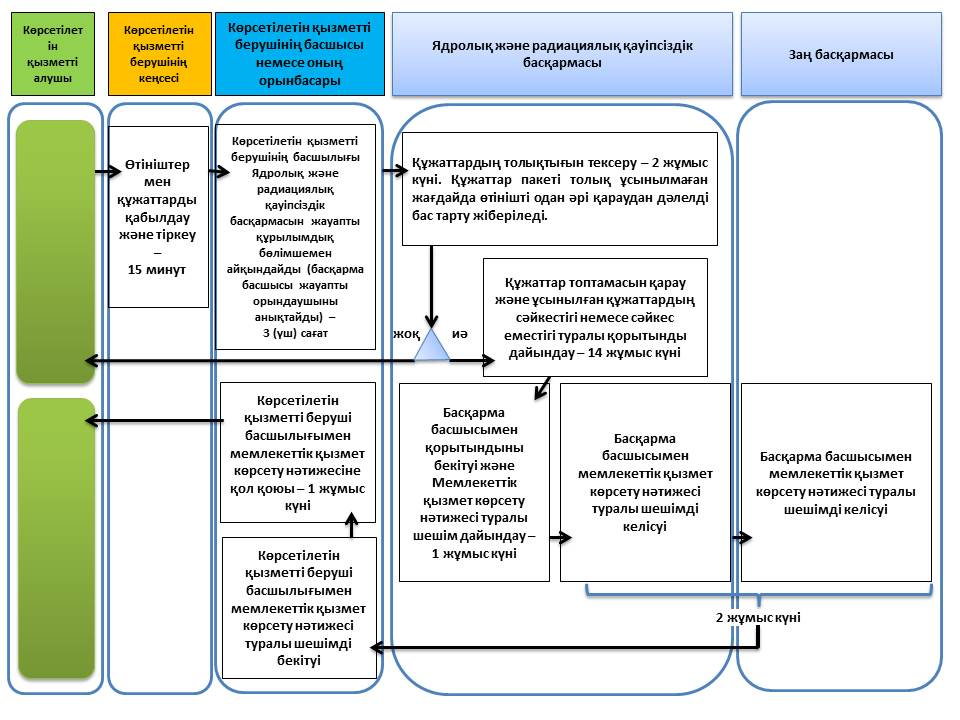 Көрсетілет
ін
қызметті
алушы
Көрсетілетін
қызметті
берушінің
кеңсесі
Көрсетілетін қызметті
берушінің басшысы
немесе оның
орынбасары
Ядролық және радиациялық қауіпсіздік
басқармасы
Заң басқармасы
Өтініштер
мен
құжаттарды
қабылдау
және тіркеу
–
15 минут
Көрсетілетін қызметті
берушінің басшылығы
Ядролық және
радиациялық
қауіпсіздік
басқармасын жауапты
құрылымдық
бөлімшемен
айқындайды (басқарма
басшысы жауапты
орындаушыны
анықтайды) –
3 (үш) сағат
Құжаттардың толықтығын тексеру – 2 жұмыс
күні. Құжаттар пакеті толық ұсынылмаған
жағдайда өтінішті одан әрі қараудан дәлелді
бас тарту жіберіледі.
Құжаттар топтамасын қарау
және ұсынылған құжаттардың
сәйкестігі немесе сәйкес
еместігі туралы қорытынды
дайындау – 14 жұмыс күні
жоқ
иә
Көрсетілетін
қызметті беруші
басшылығымен
мемлекеттік қызмет
көрсету нәтижесіне
қол қоюы – 1 жұмыс
күні
Басқарма
басшысымен
қорытындыны
бекітуі және
Мемлекеттік
қызмет көрсету
нәтижесі туралы
шешім дайындау –
1 жұмыс күні
Басқарма
басшысымен
мемлекеттік қызмет
көрсету нәтижесі
туралы шешімді
келісуі
Басқарма басшысымен
мемлекеттік қызмет
көрсету нәтижесі туралы
шешімді келісуі
Көрсетілетін
қызметті беруші
басшылығымен
мемлекеттік қызмет
көрсету нәтижесі
туралы шешімді
бекітуі
2 жұмыс күні